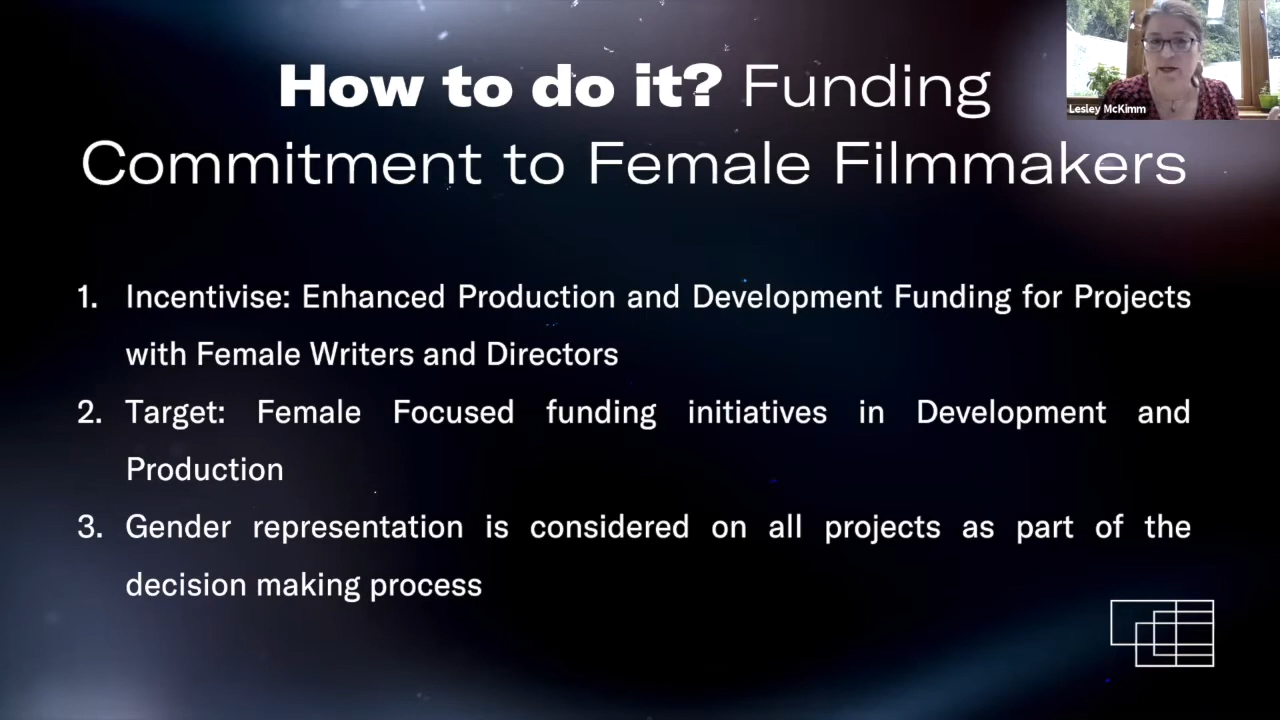 How to do it? Funding
Commitment to Female Filmmakers
Lesley McKimm
1. Incentivise: Enhanced Production and Development Funding for Projects
with Female Writers and Directors
2. Target: Female Focused funding initiatives in Development and
Production
3. Gender representation is considered on all projects as part of the
decision making process